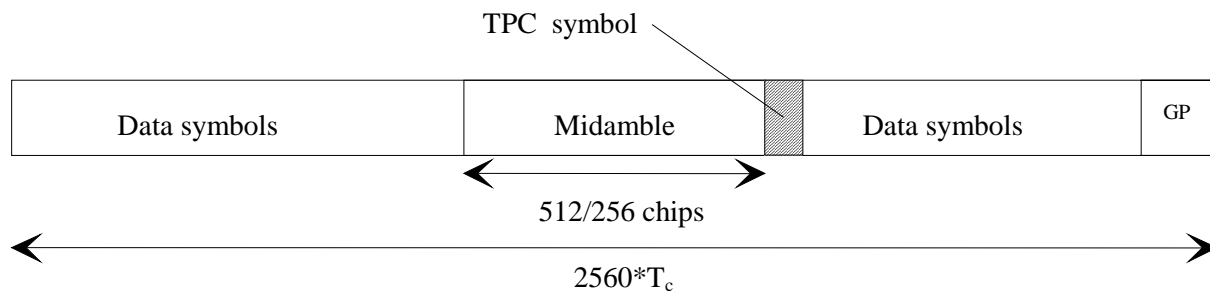 TPC symbol
Data symbols
Midamble
Data symbols
GP
512/256 chips
2560*Tc